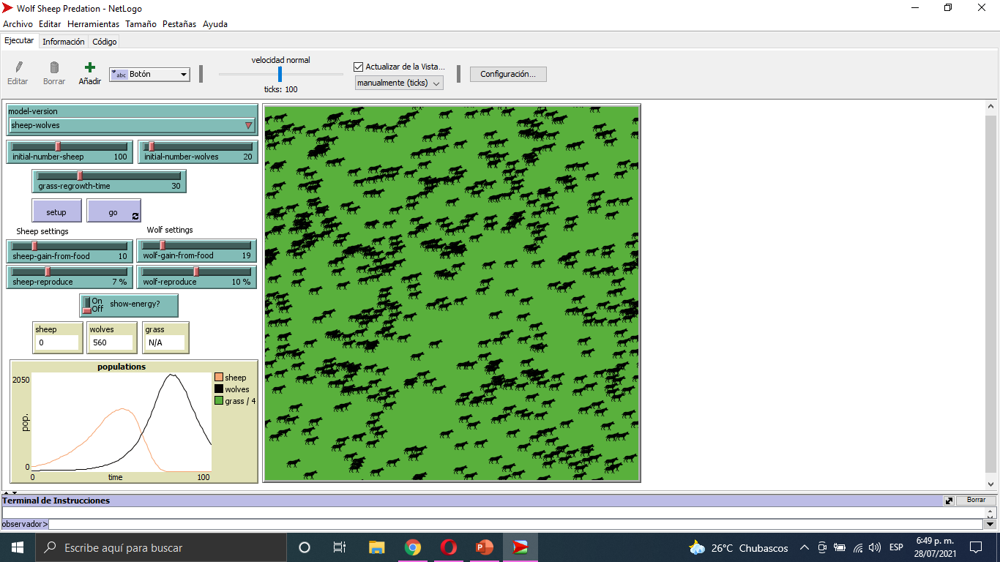 Wolf Sheep Predation - NetLogo
Archivo Editar Herramientas Tamaño Pestañas Ayuda
Ejecutar Información Código
Editar Borrar Añadir
abc Botón
velocidad normal
ticks: 100
Actualizar de la Vista...
manualmente (ticks)
Configuración...
model-version
sheep-wolves
initial-number-sheep 100
initial-number-wolves 20
grass-regrowth-time 30
setup
go
Sheep settings
Wolf settings
sheep-gain-from-food 10
wolf-gain-from-food 19
sheep-reproduce 7 %
wolf-reproduce 10 %
On
Off
show-energy?
sheep
0
wolves
560
grass
N/A
populations
2050
pop.
0
0
time
100
sheep
wolves
grass / 4
Terminal de Instrucciones
Borrar
observador>
Escribe aquí para buscar
26°C Chubascos
ESP
6:49 p. m.
28/07/2021